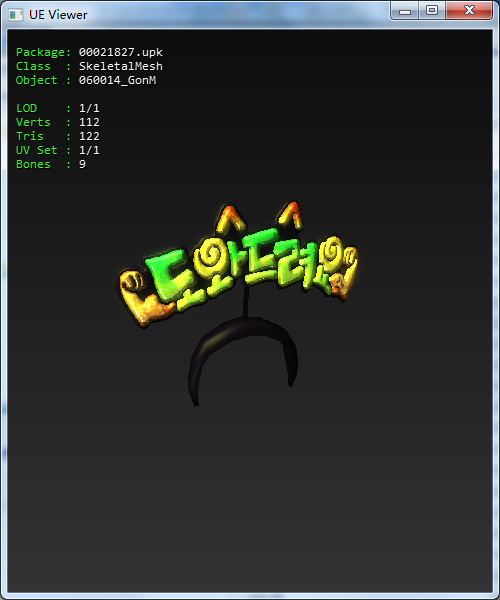 UE Viewer
Package: 00021827.upk
Class : SkeletalMesh
Object : 060014_GonM
LOD : 1/1
Verts : 112
Tris : 122
UV Set : 1/1
Bones : 9
도와드려요